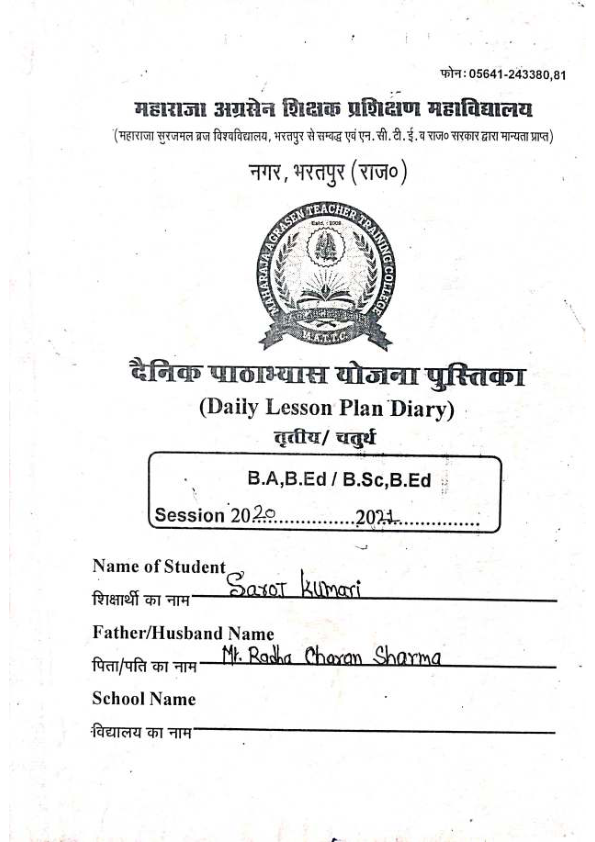 फोन: 05641-243380,81
महाराजा अग्रसेन शिक्षक प्रशिक्षण महाविद्यालय
(महाराजा सुरजमल ब्रज विश्वविद्यालय, भरतपुर से सम्बद्ध एवं एन. सी. टी. ई. व राज० सरकार द्वारा मान्यता प्राप्त)
नगर, भरतपुर (राज०)
MAHARAJA AGRASEN TEACHER TRAINING COLLEGE
Estd. : 2005
M.A.T.T.C.
दैनिक पाठाभ्यास योजना पुस्तिका
(Daily Lesson Plan Diary)
तृतीय/ चतुर्थ
B.A,B.Ed / B.Sc,B.Ed
Session 2020..................2021................
Name of Student
शिक्षार्थी का नाम Saroj Kumari
Father/Husband Name
पिता/पति का नाम Mr. Radha Charan Sharma
School Name
विद्यालय का नाम